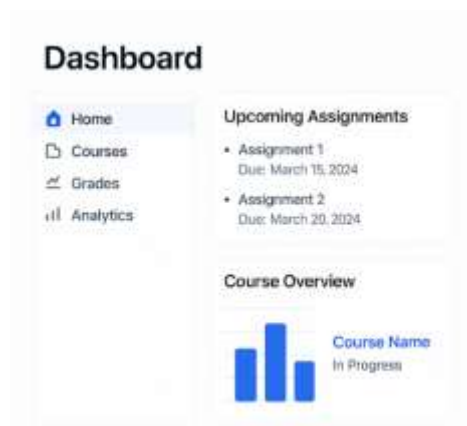 Dashboard
Home
Courses
Grades
Analytics
Upcoming Assignments
• Assignment 1
Due: March 15, 2024
• Assignment 2
Due: March 20, 2024
Course Overview
Course Name
In Progress